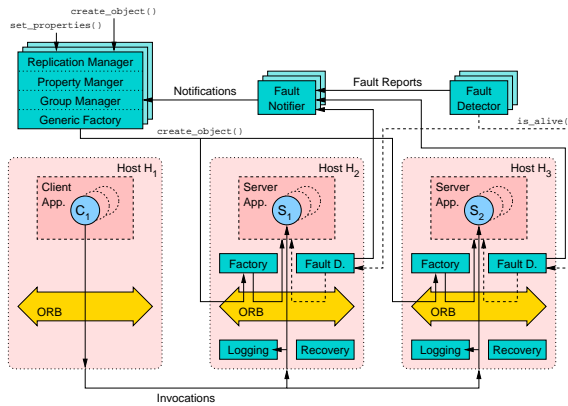 create_object()
set_properties()
Replication Manager
Property Manger
Group Manager
Generic Factory
Notifications
Fault
Notifier
Fault Reports
Fault
Detector
create_object()
is_alive(
Host H1
Client
App.
C1
ORB
Host H2
Server
App.
S1
Factory
Fault D.
ORB
Logging
Recovery
Host H3
Server
App.
S2
Factory
Fault D.
ORB
Logging
Recovery
Invocations